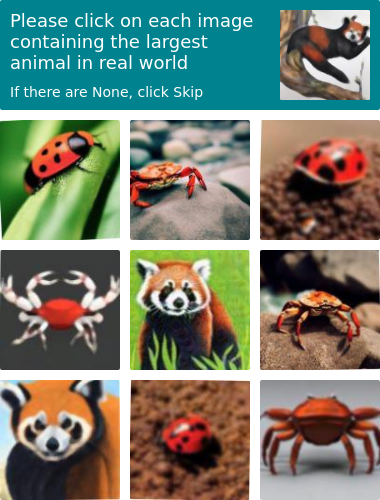 Please click on each image
containing the largest
animal in real world
If there are None, click Skip